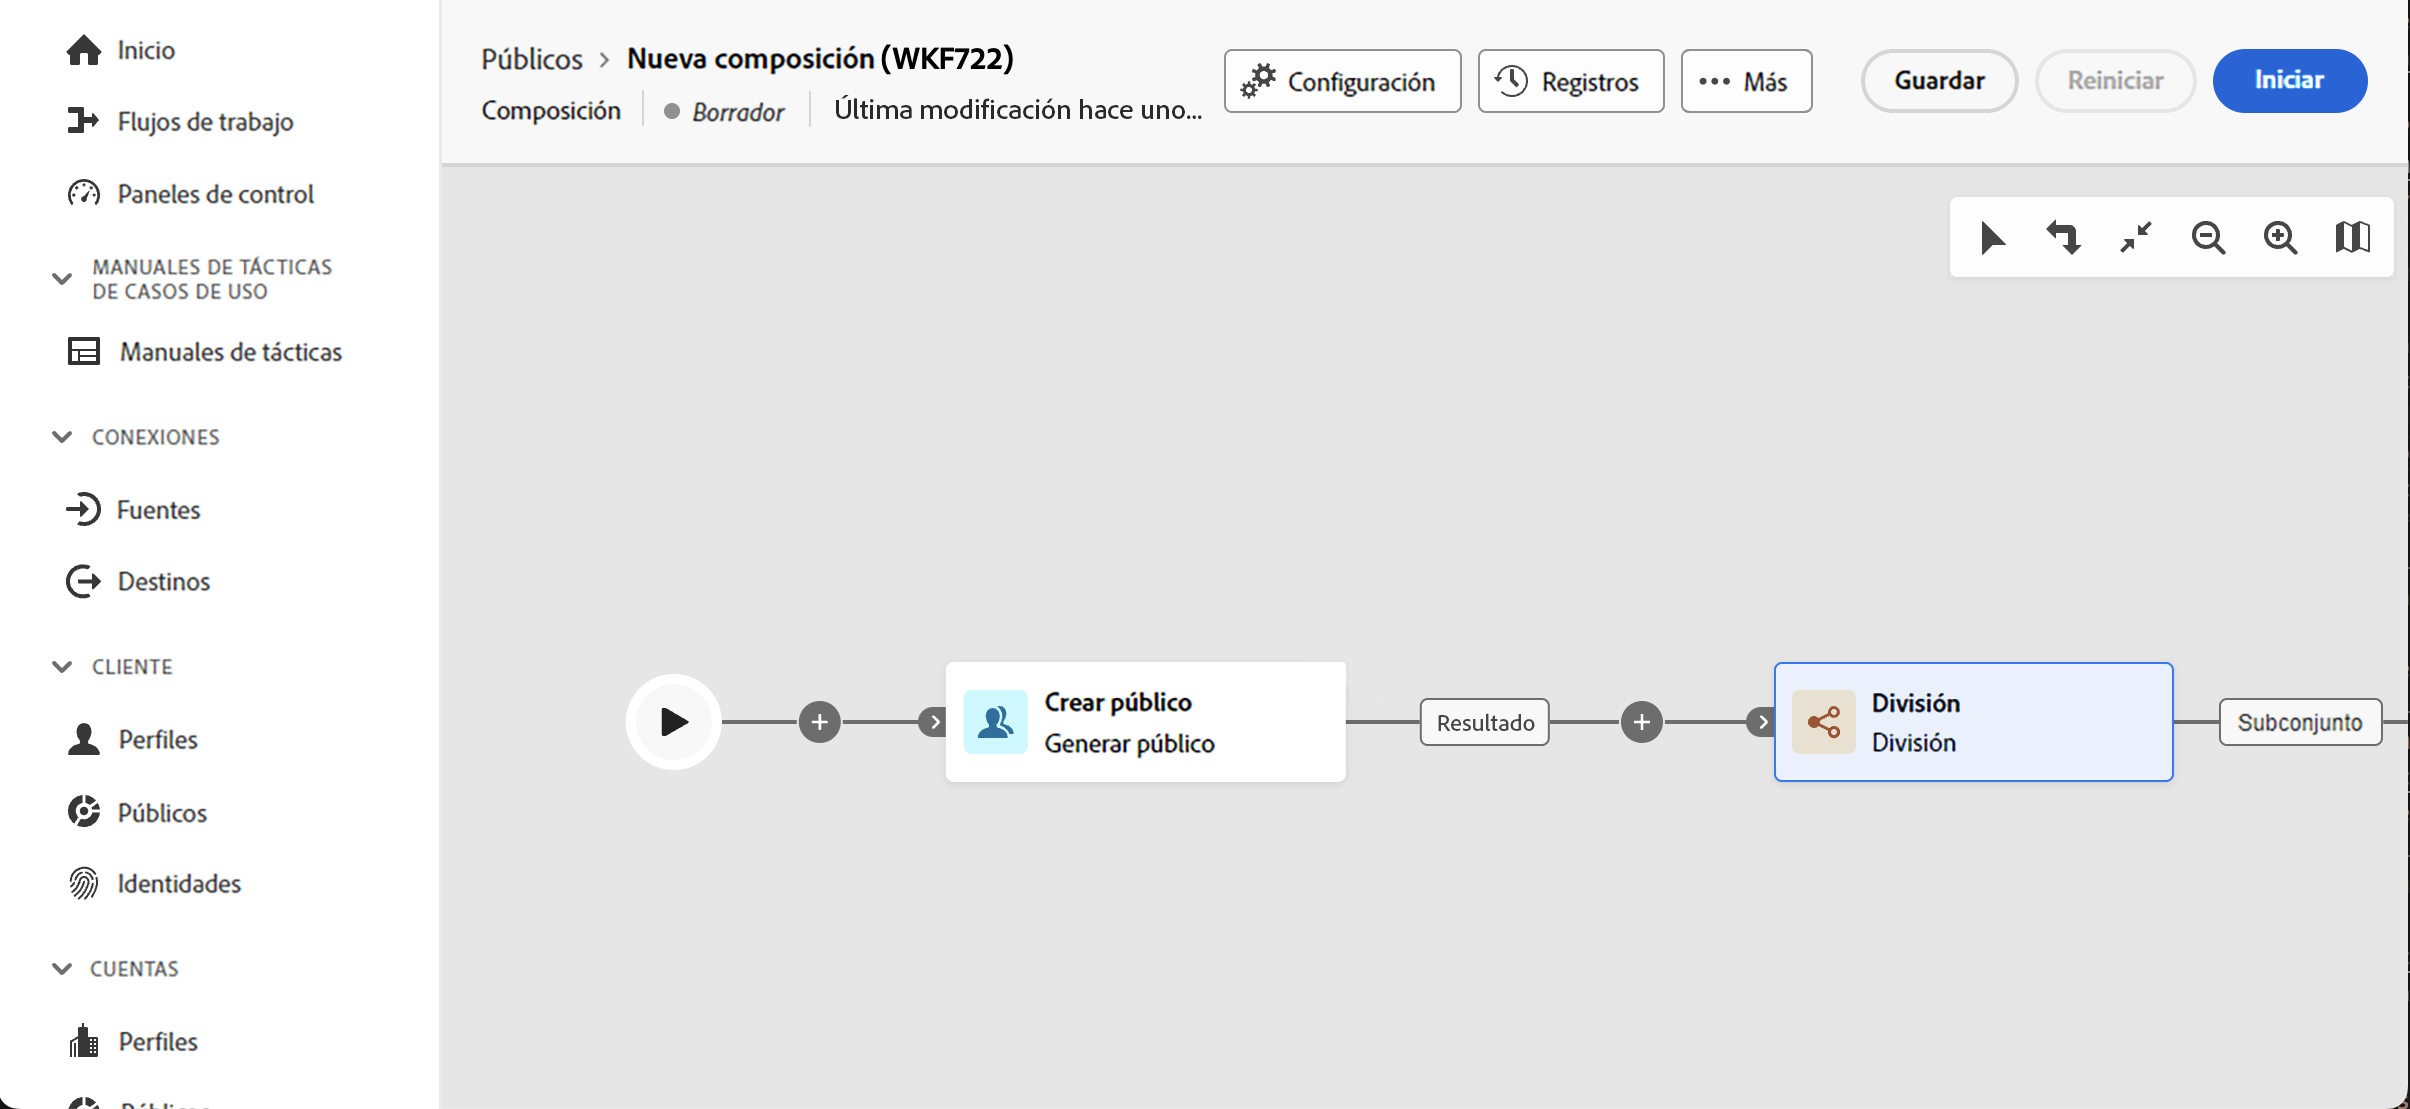 Inicio
Flujos de trabajo
Paneles de control
MANUALES DE TÁCTICAS
DE CASOS DE USO
Manuales de tácticas
CONEXIONES
Fuentes
Destinos
CLIENTE
Perfiles
Públicos
Identidades
CUENTAS
Perfiles
Públicos > Nueva composición (WKF722)
Composición Borrador Última modificación hace uno...
Configuración
Registros
Más
Guardar
Reiniciar
Iniciar
Crear público
Generar público
Resultado
División
División
Subconjunto